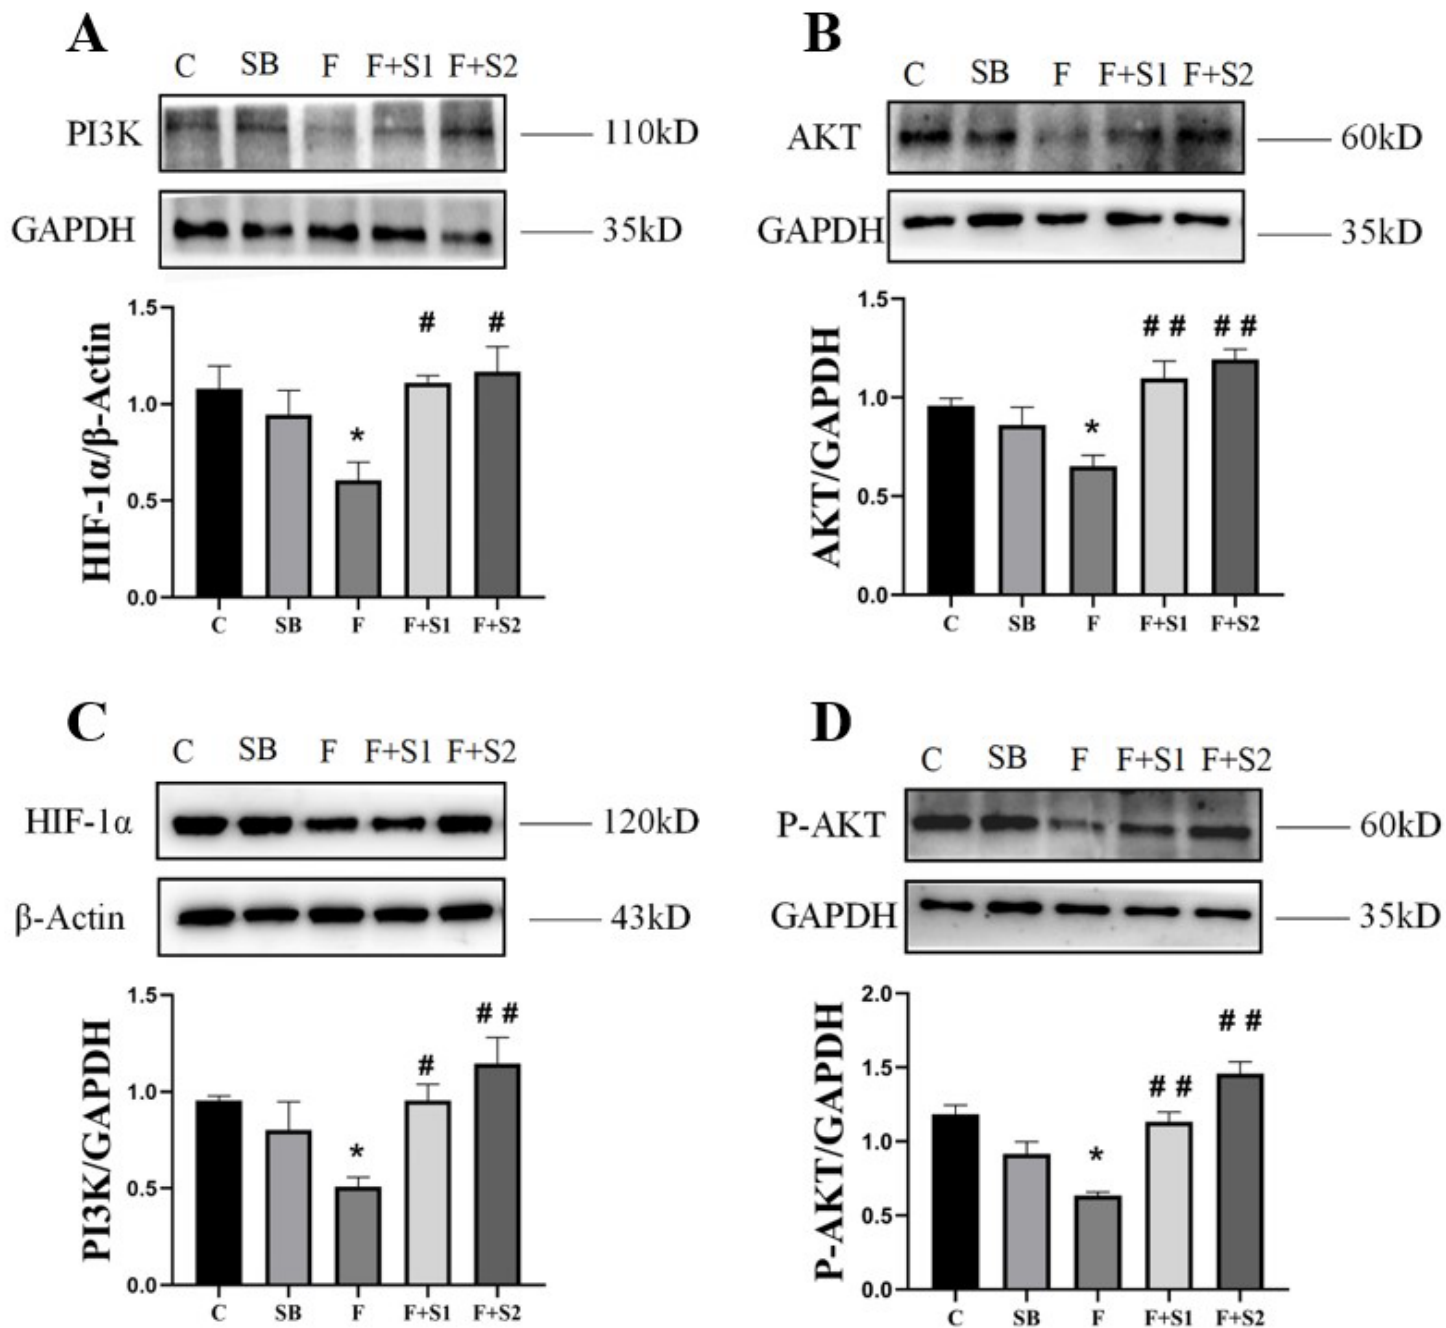 A
C SB F F+S1 F+S2
PI3K 110kD
GAPDH 35kD
HIF-1α/β-Actin
1.5
1.0
0.5
0.0
# #
*
C SB F F+S1 F+S2
B
C SB F F+S1 F+S2
AKT 60kD
GAPDH 35kD
AKT/GAPDH
1.5
1.0
0.5
0.0
# # # #
*
C SB F F+S1 F+S2
C
C SB F F+S1 F+S2
HIF-1α 120kD
β-Actin 43kD
PI3K/GAPDH
1.5
1.0
0.5
0.0
# #
#
*
C SB F F+S1 F+S2
D
C SB F F+S1 F+S2
P-AKT 60kD
GAPDH 35kD
P-AKT/GAPDH
2.0
1.5
1.0
0.5
0.0
# #
# #
*
C SB F F+S1 F+S2